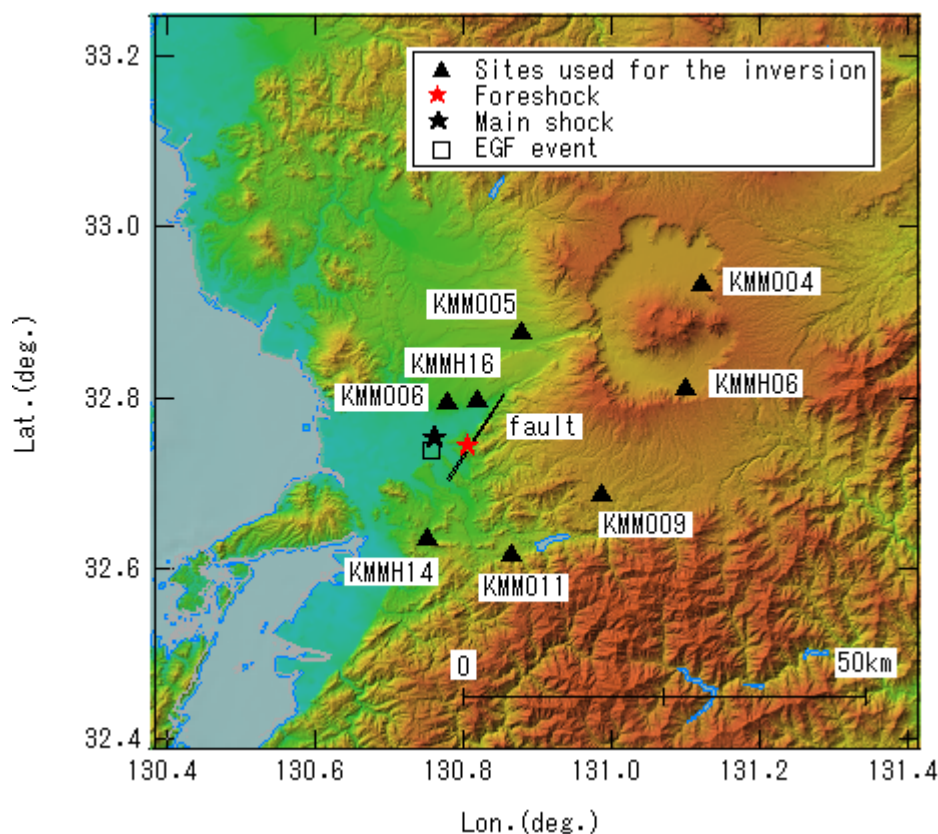 33.2
Sites used for the inversion
Foreshock
Main shock
EGF event
33.0
KMM004
KMM005
KMMH16
KMMH06
32.8
KMM006
fault
KMM009
KMMH14
KMM011
32.6
0
50km
32.4
130.4 130.6 130.8 131.0 131.2 131.4
Lat.(deg.)
Lon.(deg.)